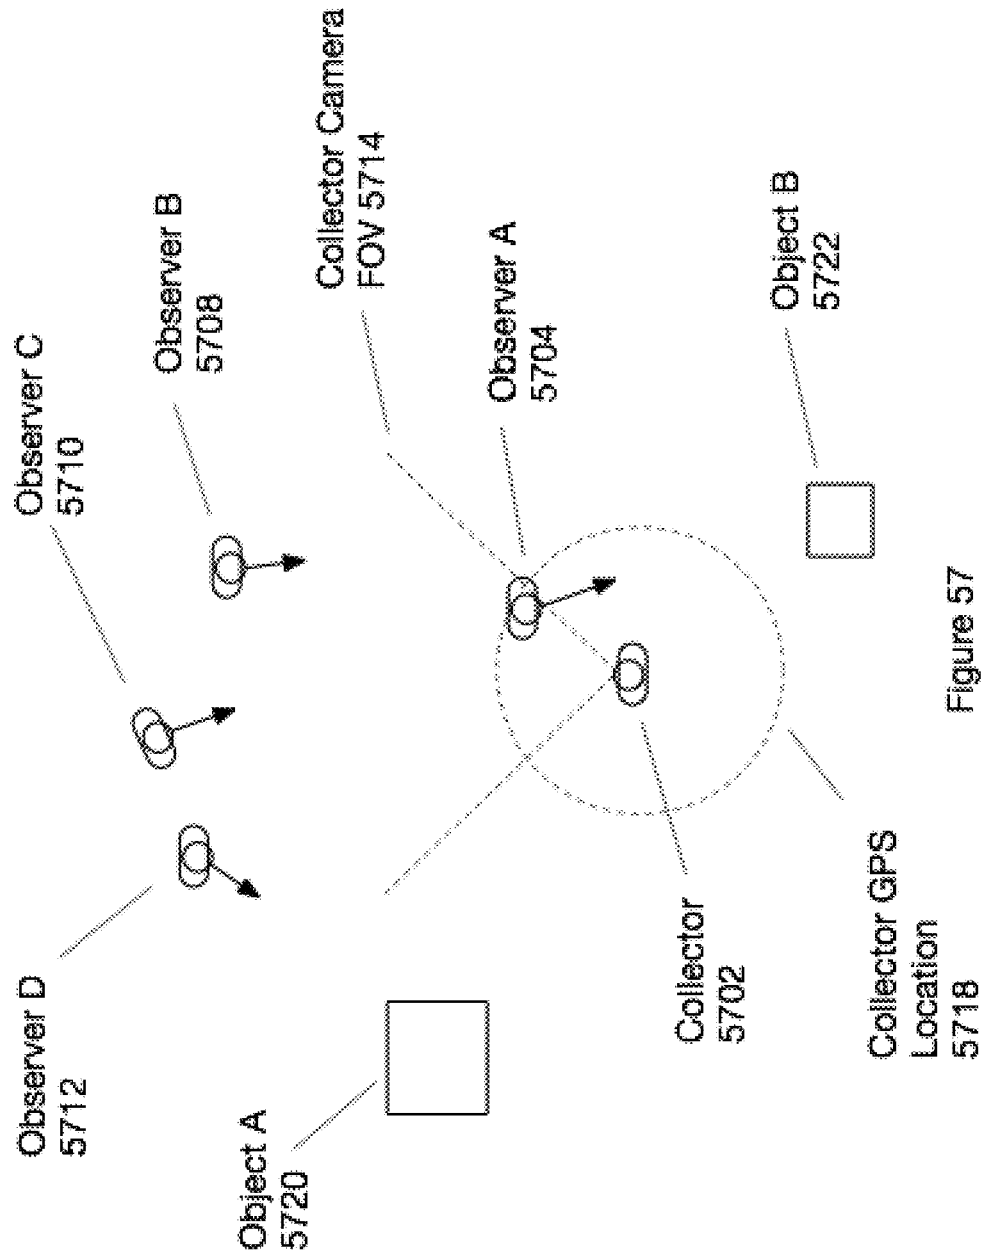 Observer D
5712
Observer C
5710
Observer B
5708
Object A
5720
Collector Camera
FOV 5714
Observer A
5704
Collector
5702
Object B
5722
Collector GPS
Location
5718
Figure 57